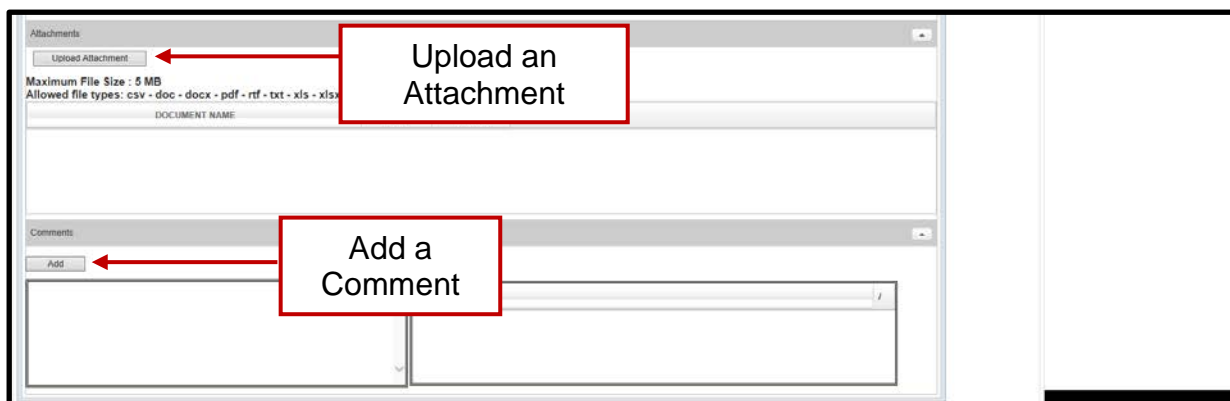 Attachments
Upload Attachment
Upload an
Attachment
Maximum File Size : 5 MB
Allowed file types: csv - doc - docx - pdf - rtf - txt - xls - xlsx
DOCUMENT NAME
Comments
Add
Add a
Comment
/